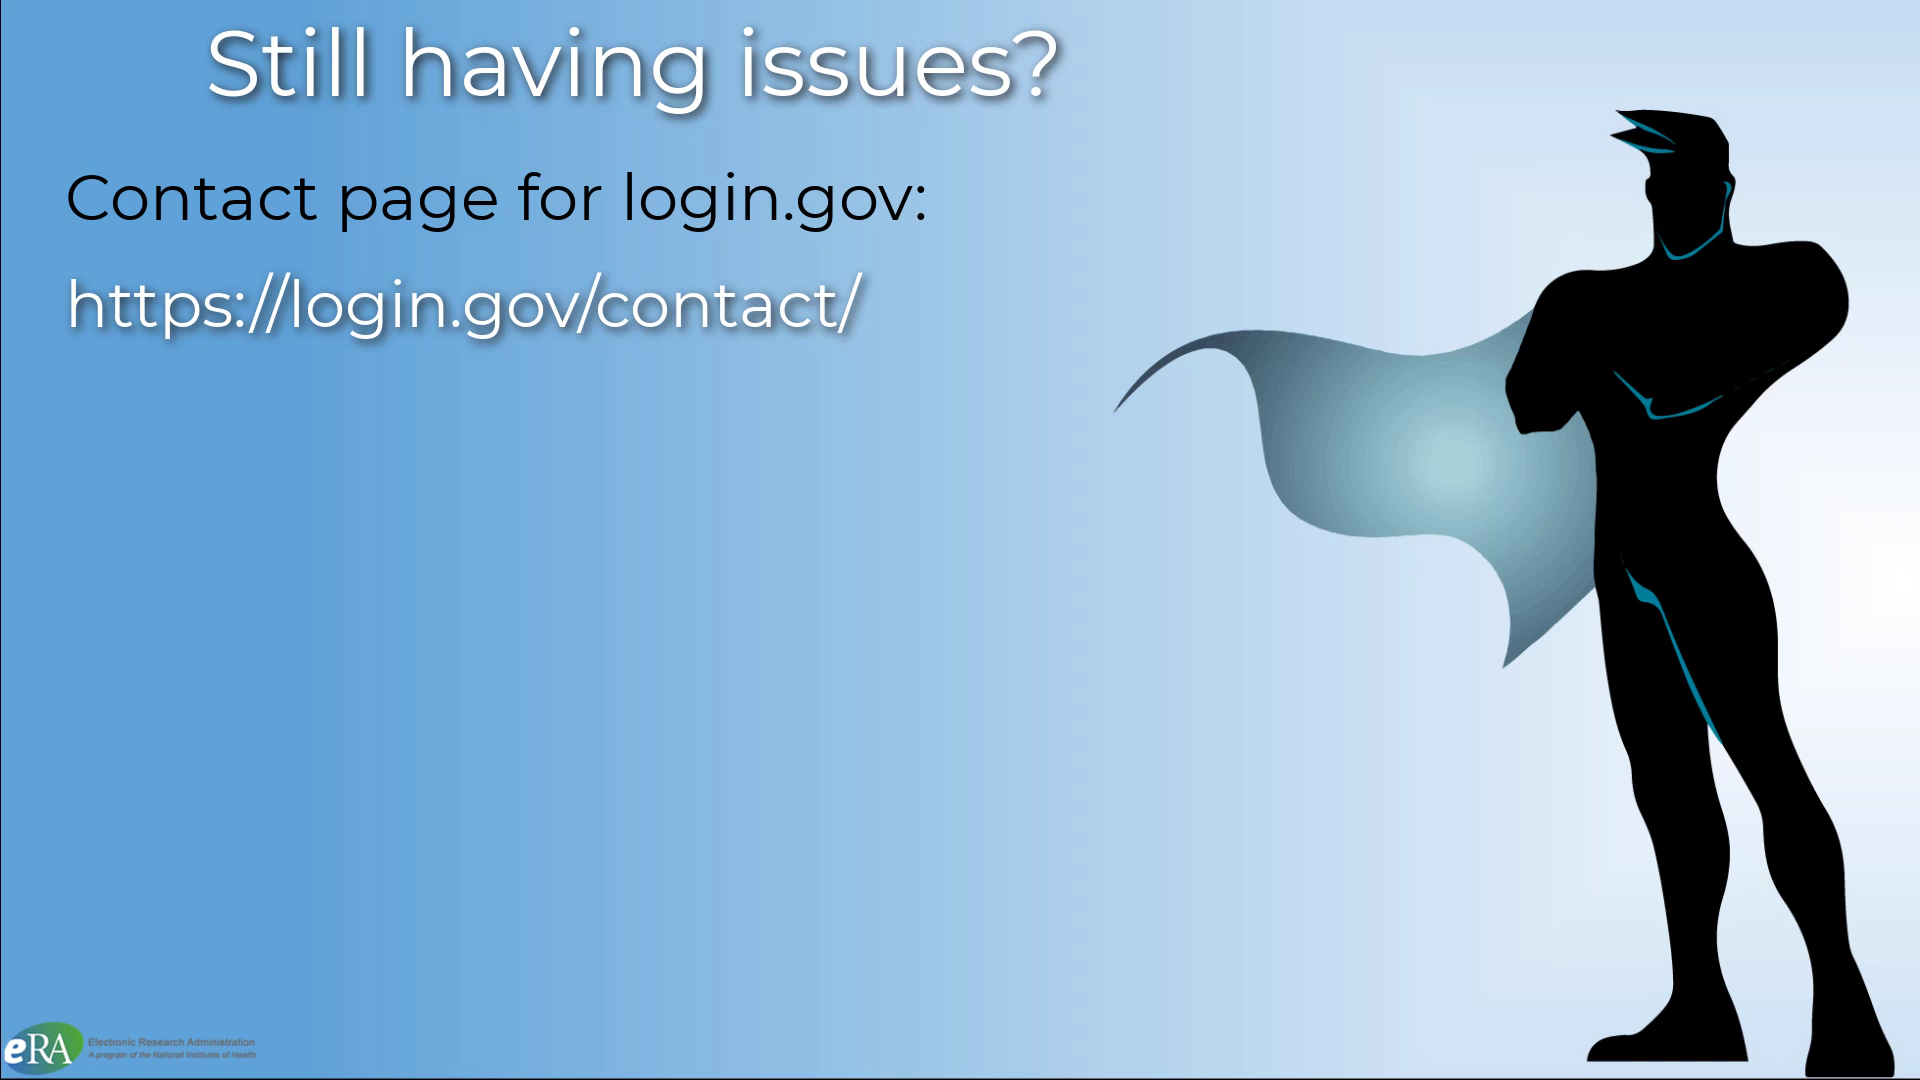 Still having issues?
Contact page for login.gov:
https://login.gov/contact/
eRA
Electronic Research Administration
A program of the National Institutes of Health